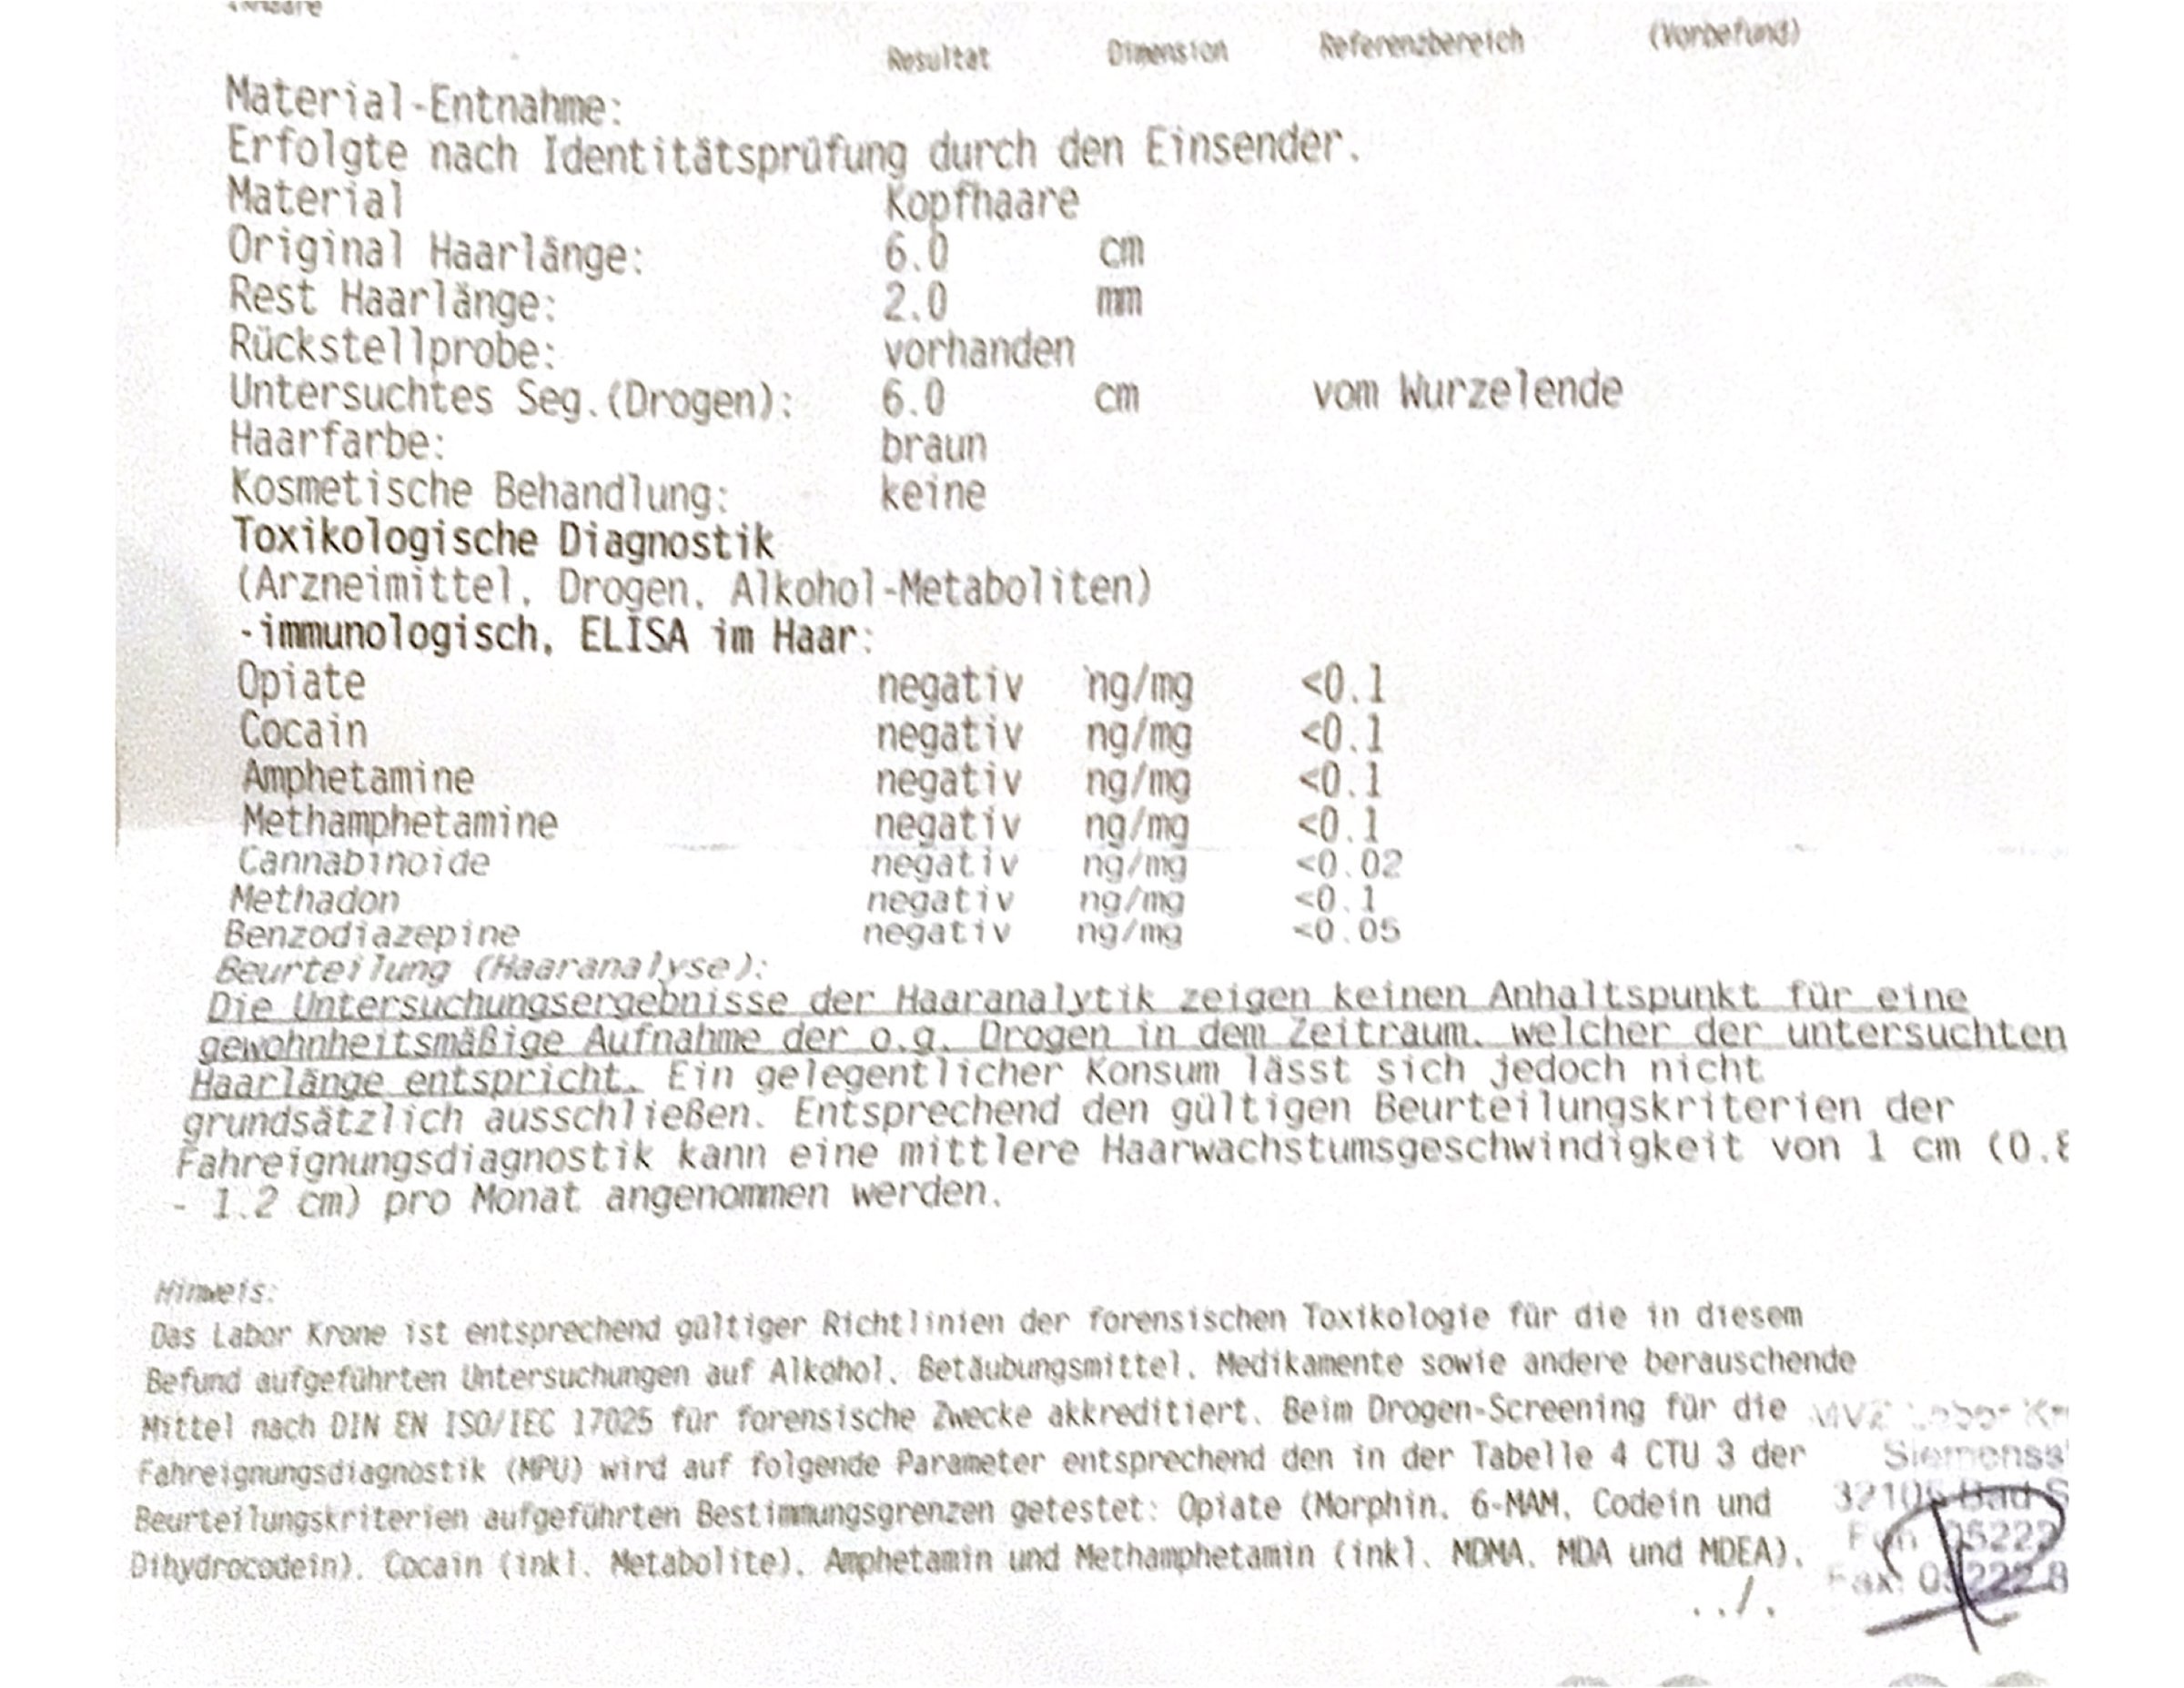 Resultat Dimension Referenzbereich (Vorbefund)
Material-Entnahme:
Erfolgte nach Identitätsprüfung durch den Einsender.
Material Kopfhaare
Original Haarlänge: 6.0 cm
Rest Haarlänge: 2.0 mm
Rückstellprobe: vorhanden
Untersuchtes Seg.(Drogen): 6.0 cm vom Wurzelende
Haarfarbe: braun
Kosmetische Behandlung: keine
Toxikologische Diagnostik
(Arzneimittel, Drogen, Alkohol-Metaboliten)
-immunologisch, ELISA im Haar:
Opiate negativ ng/mg <0.1
Cocain negativ ng/mg <0.1
Amphetamine negativ ng/mg <0.1
Methamphetamine negativ ng/mg <0.1
Cannabinoide negativ ng/mg <0.02
Methadon negativ ng/mg <0.1
Benzodiazepine negativ ng/mg <0.05
Beurteilung (Haaranalyse):
Die Untersuchungsergebnisse der Haaranalytik zeigen keinen Anhaltspunkt für eine
gewohnheitsmäßige Aufnahme der o.g. Drogen in dem Zeitraum, welcher der untersuchten
Haarlänge entspricht. Ein gelegentlicher Konsum lässt sich jedoch nicht
grundsätzlich ausschließen. Entsprechend den gültigen Beurteilungskriterien der
Fahreignungsdiagnostik kann eine mittlere Haarwachstumsgeschwindigkeit von 1 cm (0.8
- 1.2 cm) pro Monat angenommen werden.
Hinweis:
Das Labor Krone ist entsprechend gültiger Richtlinien der forensischen Toxikologie für die in diesem
Befund aufgeführten Untersuchungen auf Alkohol, Betäubungsmittel, Medikamente sowie andere berauschende
Mittel nach DIN EN ISO/IEC 17025 für forensische Zwecke akkreditiert. Beim Drogen-Screening für die
Fahreignungsdiagnostik (MPU) wird auf folgende Parameter entsprechend den in der Tabelle 4 CTU 3 der
Beurteilungskriterien aufgeführten Bestimmungsgrenzen getestet: Opiate (Morphin, 6-MAM, Codein und
Dihydrocodein), Cocain (inkl. Metabolite), Amphetamin und Methamphetamin (inkl. MDMA, MDA und MDEA),
../.
MVZ Labor
Siemenss
32105 Bad S
05222
Fax: 05222 8